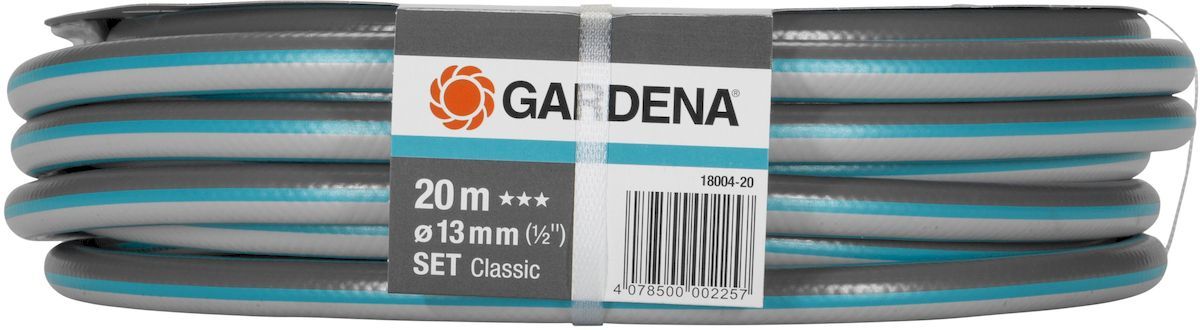 GARDENA®
18004-20
20 m ★★★
ø 13 mm (½")
SET Classic
4 078500 002257